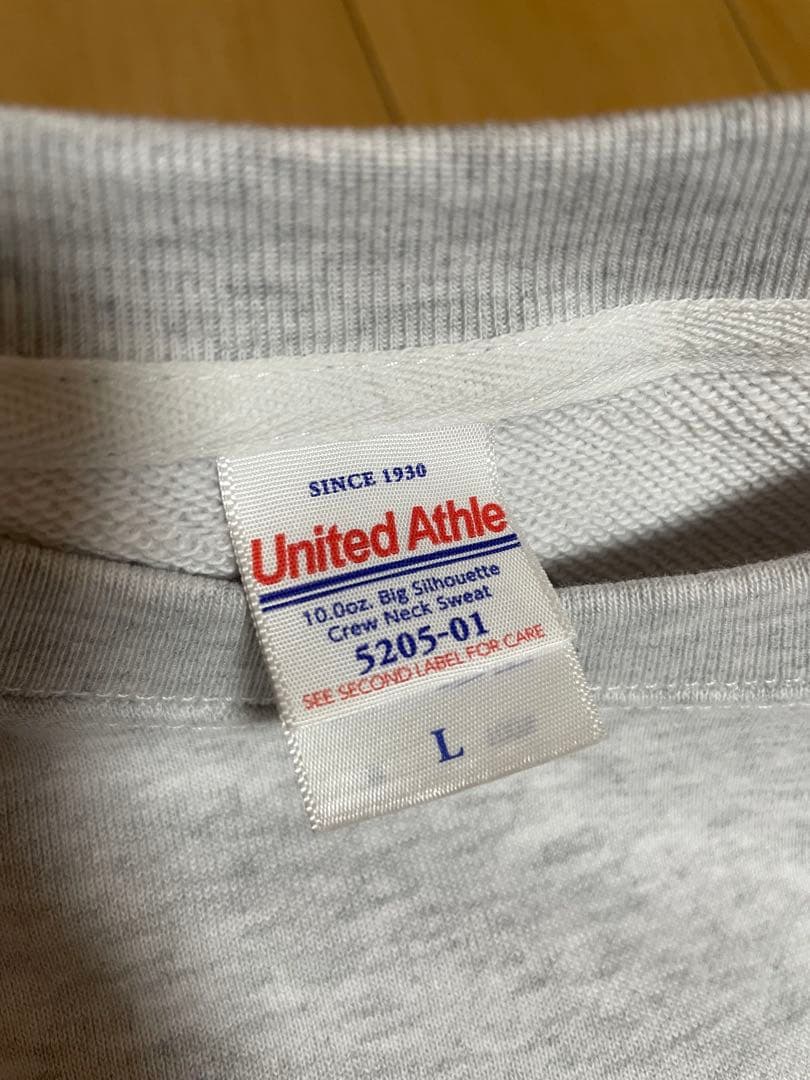 SINCE 1930
United Athle
10.0oz. Big Silhouette
Crew Neck Sweat
5205-01
SEE SECOND LABEL FOR CARE
L